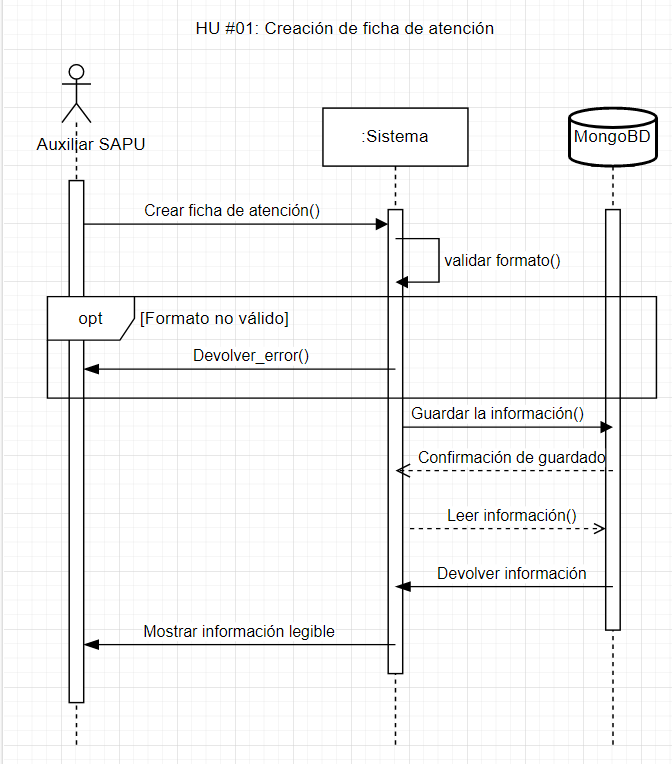 HU #01: Creación de ficha de atención
Auxiliar SAPU
:Sistema
MongoBD
Crear ficha de atención()
validar formato()
opt
[Formato no válido]
Devolver_error()
Guardar la información()
Confirmación de guardado
Leer información()
Devolver información
Mostrar información legible